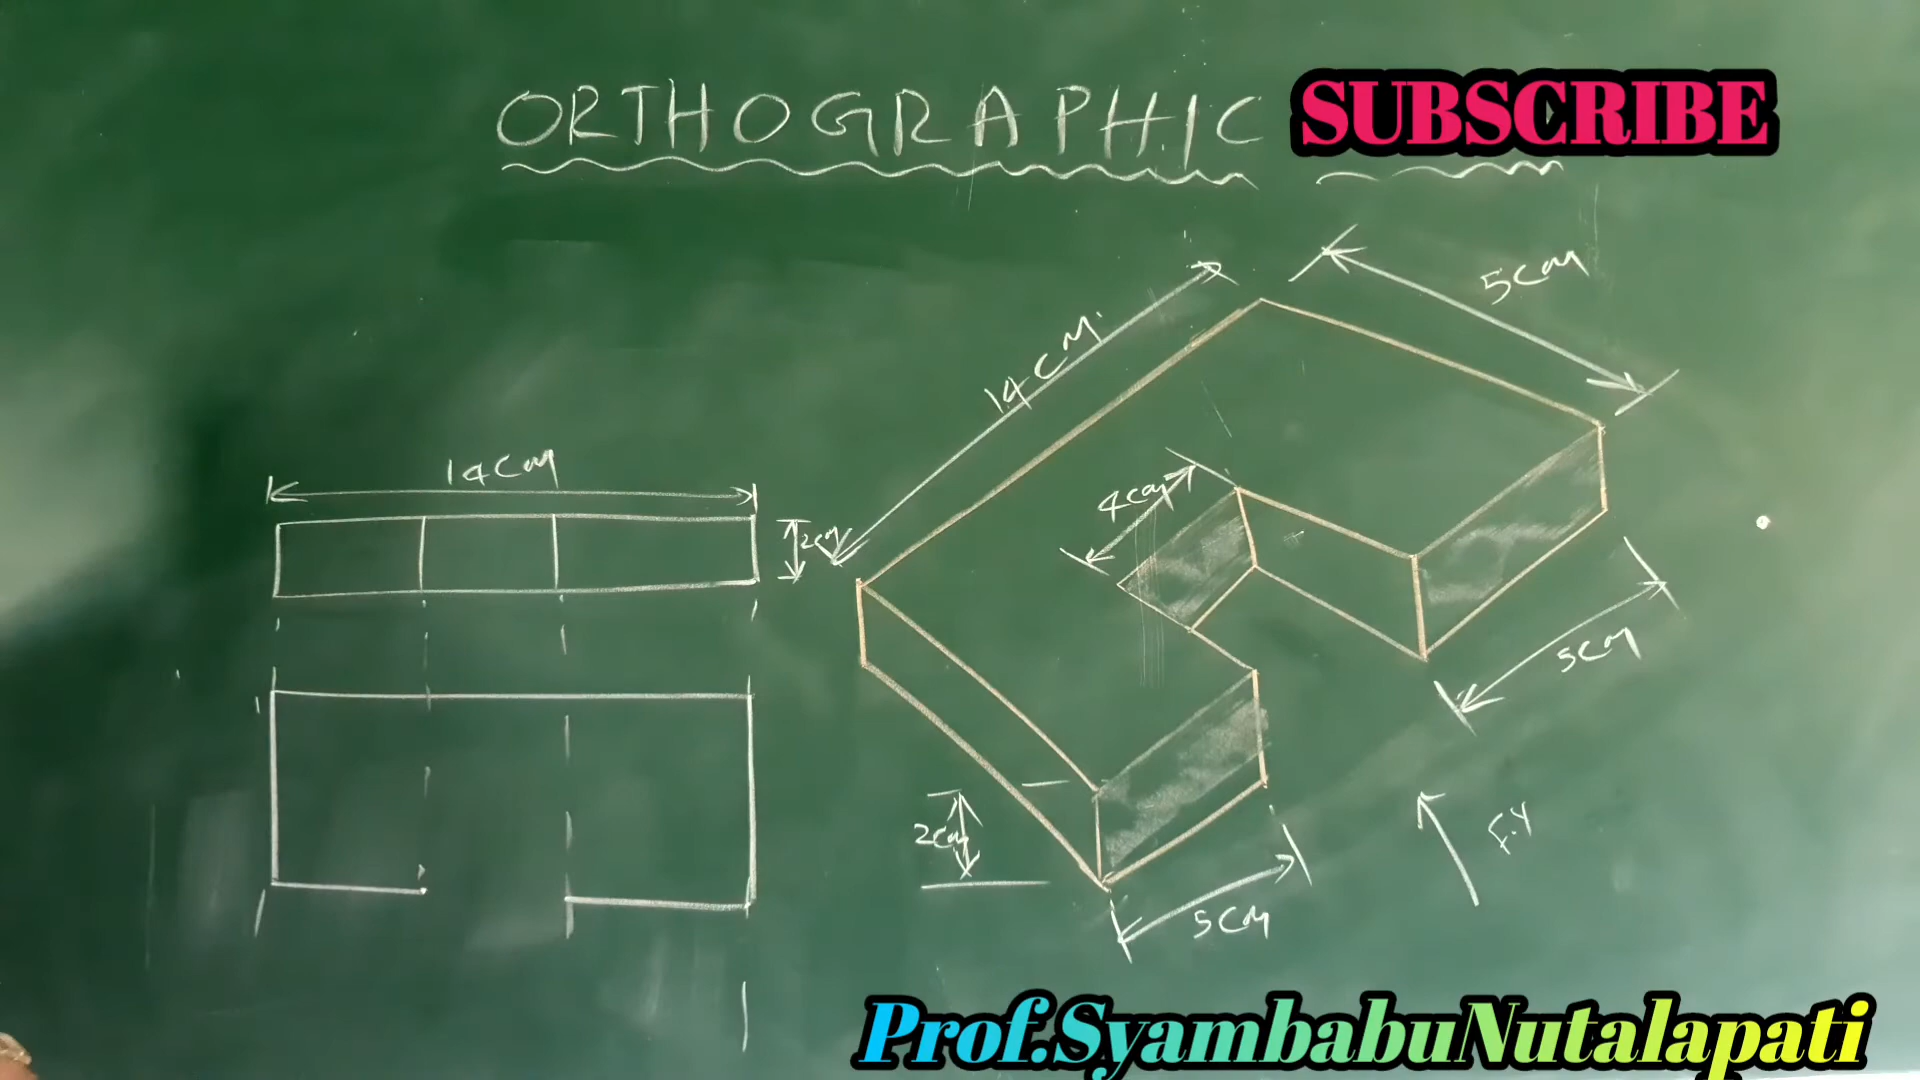 ORTHOGRAPHIC
SUBSCRIBE
5cm
14cm.
14cm
4cm
2cm
5cm
2cm
F.V
5cm
Prof.SyambabuNutalapati